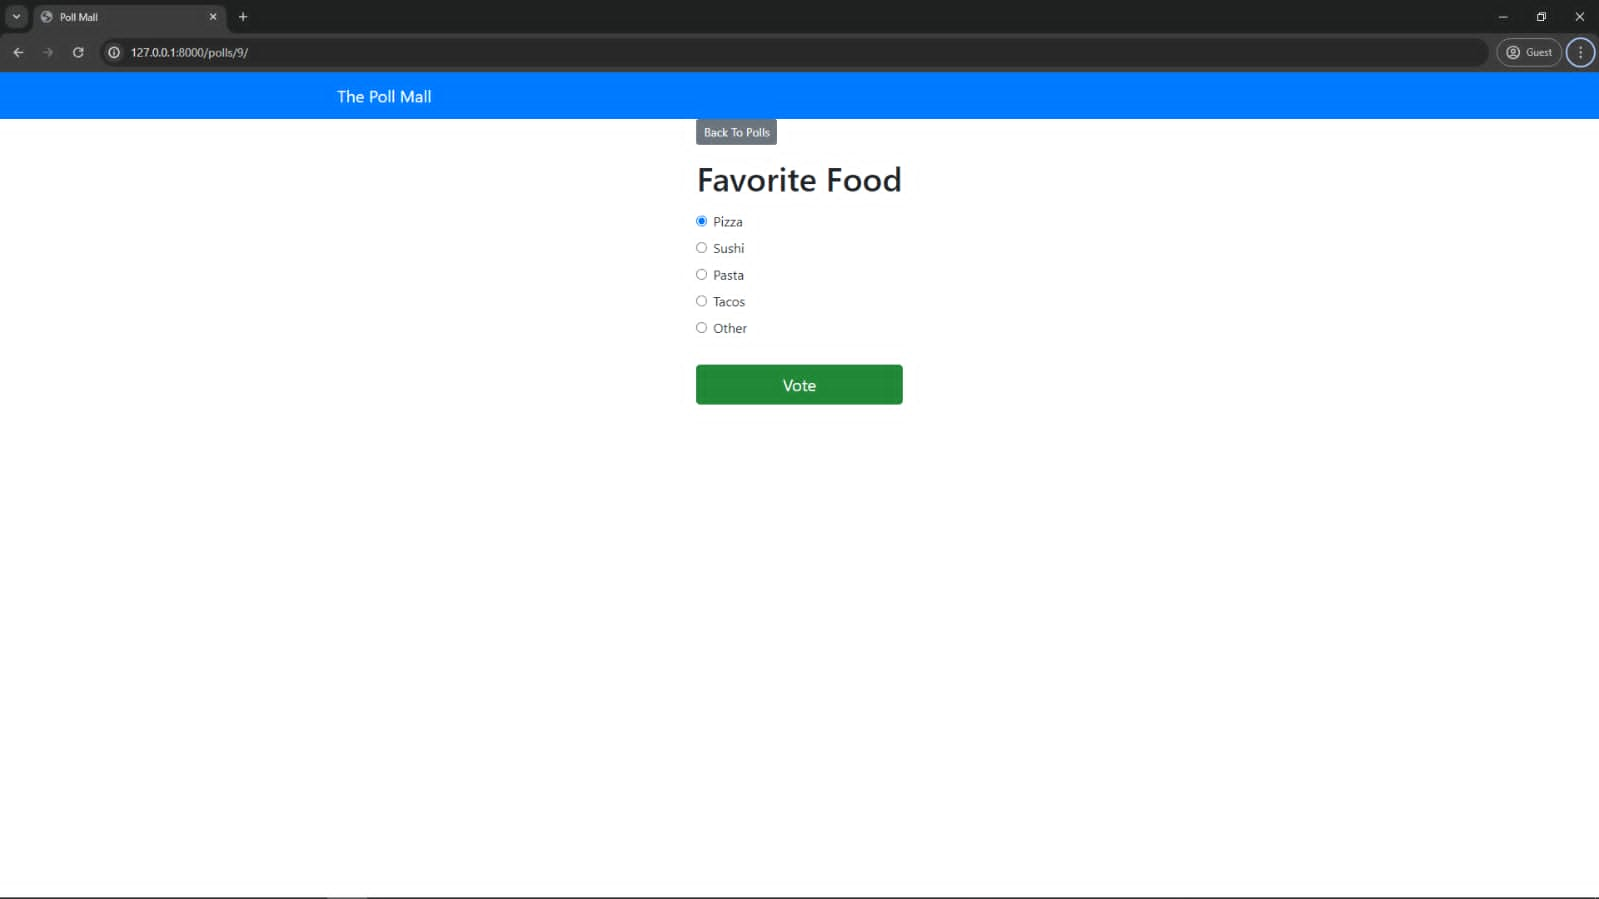 Poll Mall
127.0.0.1:8000/polls/9/
Guest
The Poll Mall
Back To Polls
Favorite Food
Pizza
Sushi
Pasta
Tacos
Other
Vote